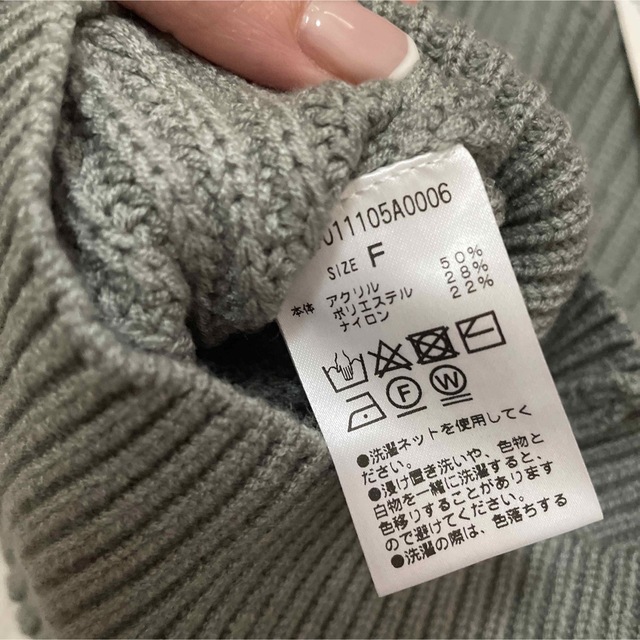 011105A0006
SIZE F
本体 アクリル 50%
ポリエステル 28%
ナイロン 22%
F W
●洗濯ネットを使用してく
ださい。
●浸け置き洗いや、色物と
白物を一緒に洗濯すると、
色移りすることがあります
ので避けてください。
●洗濯の際は、色落ちする